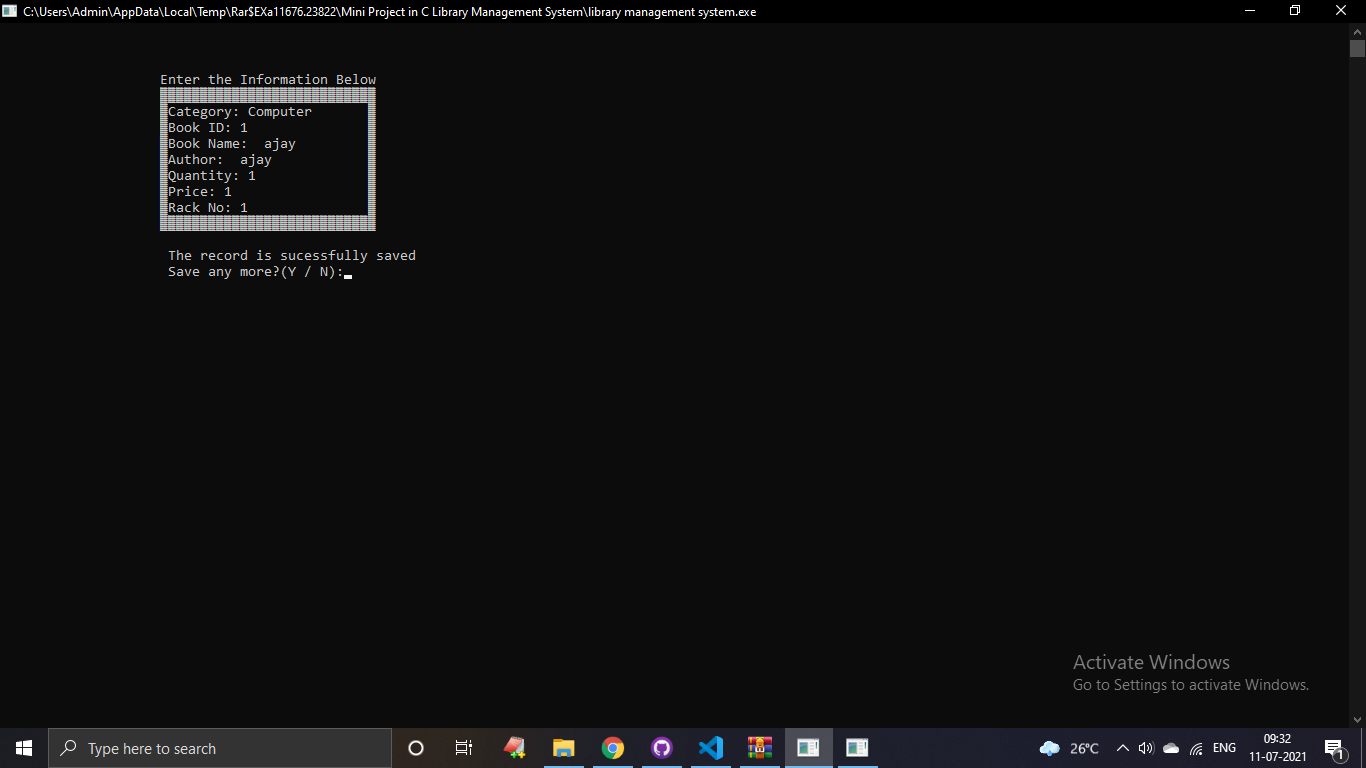 C:\Users\Admin\AppData\Local\Temp\Rar$EXa11676.23822\Mini Project in C Library Management System\library management system.exe
Enter the Information Below
Category: Computer
Book ID: 1
Book Name:  ajay
Author:  ajay
Quantity: 1
Price: 1
Rack No: 1
The record is sucessfully saved
Save any more?(Y / N):
Activate Windows
Go to Settings to activate Windows.
Type here to search
26°C
ENG
09:32
11-07-2021
1